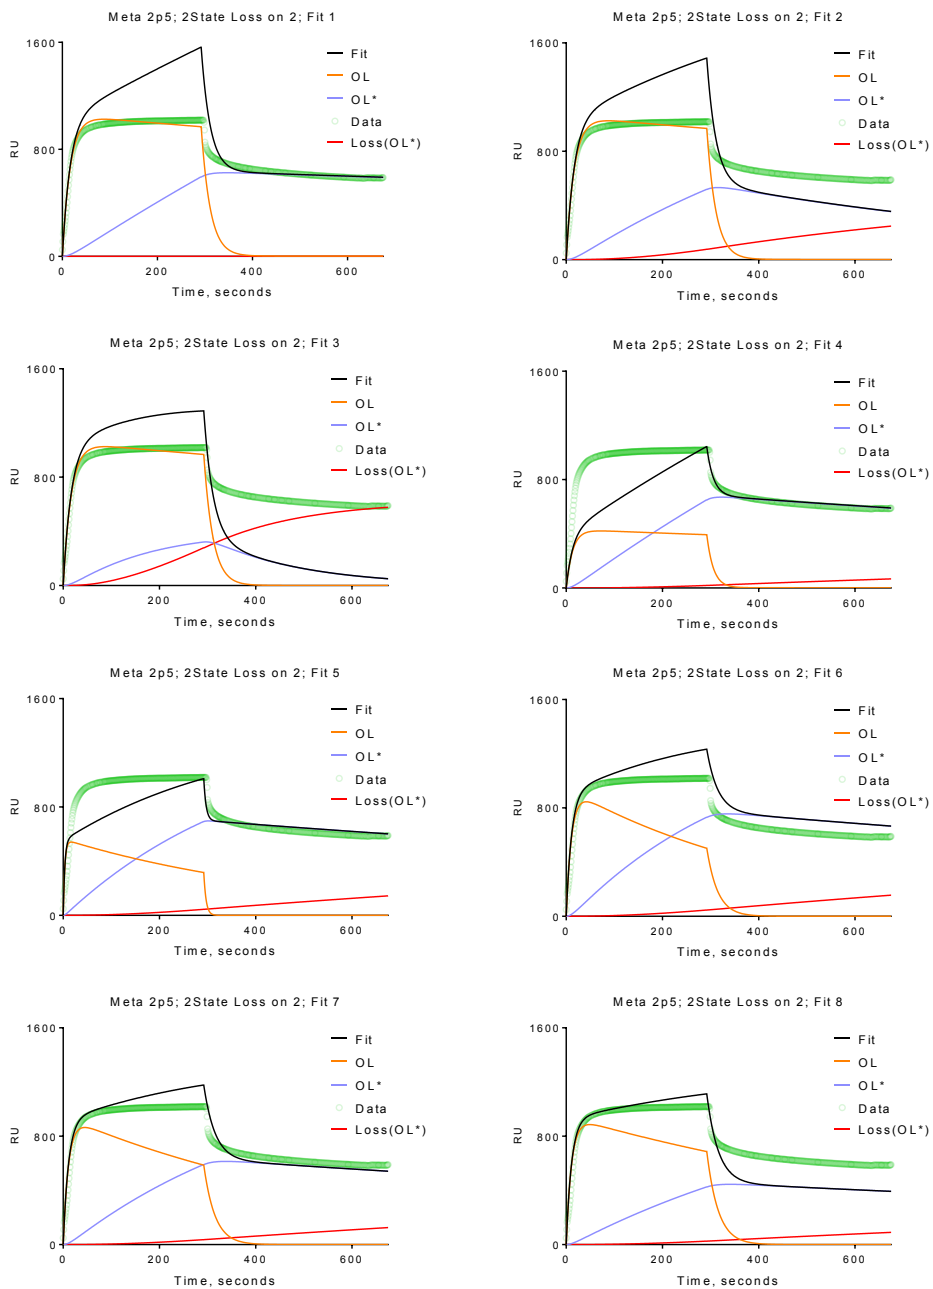 Meta 2p5; 2State Loss on 2; Fit 1
1600
800
0
RU
0 200 400 600
Time, seconds
Fit
OL
OL*
Data
Loss(OL*)
Meta 2p5; 2State Loss on 2; Fit 2
1600
800
0
RU
0 200 400 600
Time, seconds
Fit
OL
OL*
Data
Loss(OL*)
Meta 2p5; 2State Loss on 2; Fit 3
1600
800
0
RU
0 200 400 600
Time, seconds
Fit
OL
OL*
Data
Loss(OL*)
Meta 2p5; 2State Loss on 2; Fit 4
1600
800
0
RU
0 200 400 600
Time, seconds
Fit
OL
OL*
Data
Loss(OL*)
Meta 2p5; 2State Loss on 2; Fit 5
1600
800
0
RU
0 200 400 600
Time, seconds
Fit
OL
OL*
Data
Loss(OL*)
Meta 2p5; 2State Loss on 2; Fit 6
1600
800
0
RU
0 200 400 600
Time, seconds
Fit
OL
OL*
Data
Loss(OL*)
Meta 2p5; 2State Loss on 2; Fit 7
1600
800
0
RU
0 200 400 600
Time, seconds
Fit
OL
OL*
Data
Loss(OL*)
Meta 2p5; 2State Loss on 2; Fit 8
1600
800
0
RU
0 200 400 600
Time, seconds
Fit
OL
OL*
Data
Loss(OL*)